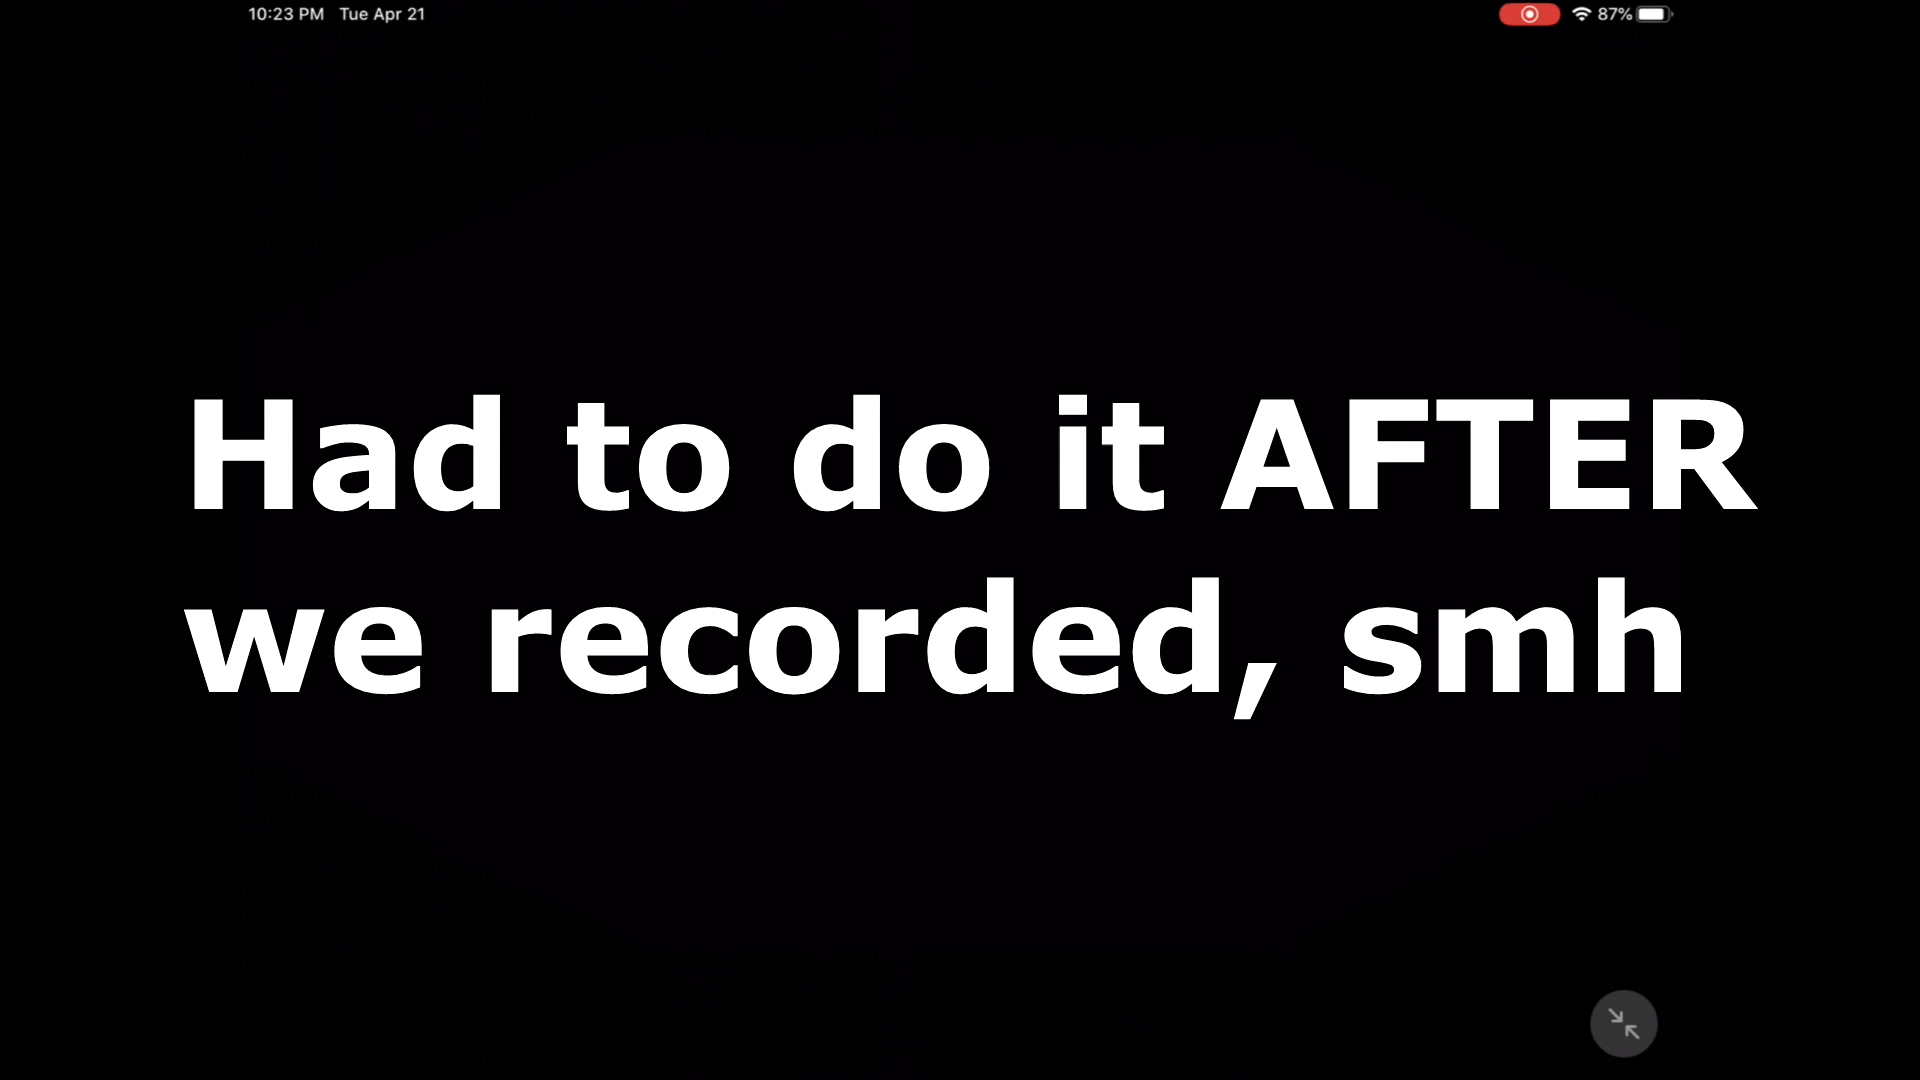 10:23 PM Tue Apr 21 87%
Had to do it AFTER
we recorded, smh